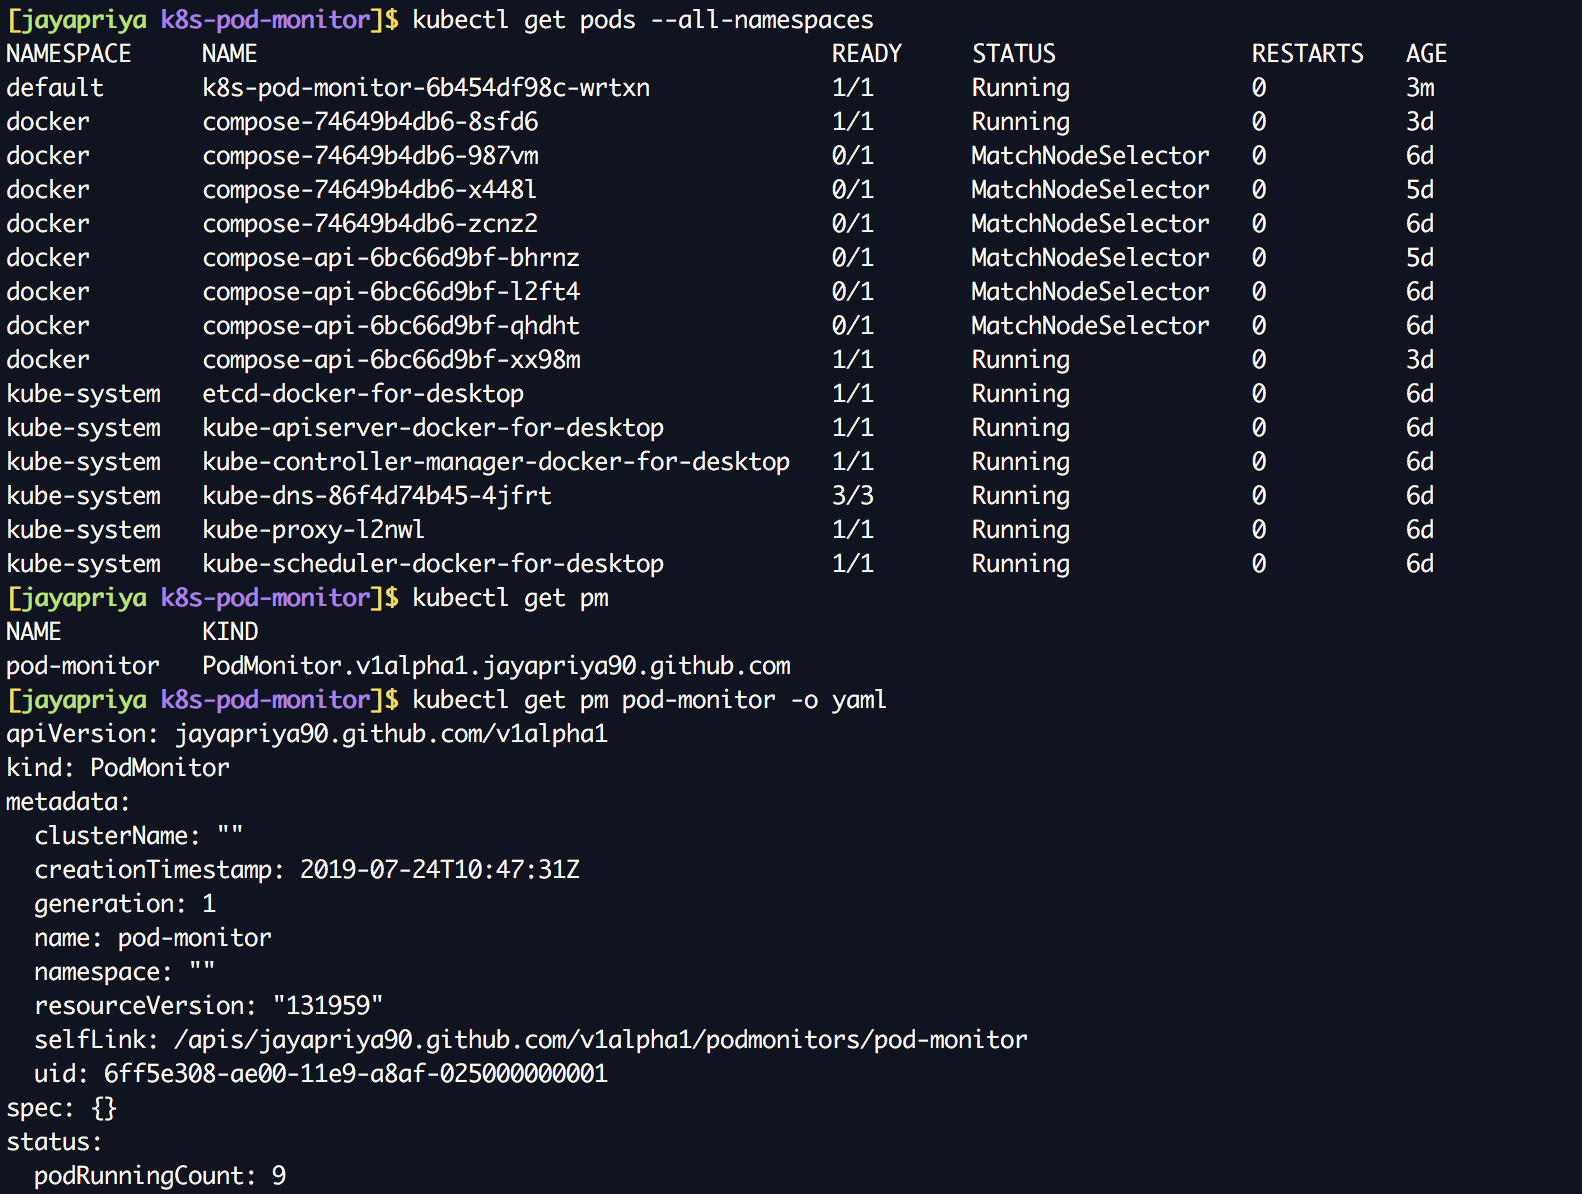 [jayapriya k8s-pod-monitor]$ kubectl get pods --all-namespaces
NAMESPACE     NAME                                         READY     STATUS              RESTARTS   AGE
default       k8s-pod-monitor-6b454df98c-wrtxn             1/1       Running             0          3m
docker        compose-74649b4db6-8sfd6                     1/1       Running             0          3d
docker        compose-74649b4db6-987vm                     0/1       MatchNodeSelector   0          6d
docker        compose-74649b4db6-x448l                     0/1       MatchNodeSelector   0          5d
docker        compose-74649b4db6-zcnz2                     0/1       MatchNodeSelector   0          6d
docker        compose-api-6bc66d9bf-bhrnz                  0/1       MatchNodeSelector   0          5d
docker        compose-api-6bc66d9bf-l2ft4                  0/1       MatchNodeSelector   0          6d
docker        compose-api-6bc66d9bf-qhdht                  0/1       MatchNodeSelector   0          6d
docker        compose-api-6bc66d9bf-xx98m                  1/1       Running             0          3d
kube-system   etcd-docker-for-desktop                      1/1       Running             0          6d
kube-system   kube-apiserver-docker-for-desktop            1/1       Running             0          6d
kube-system   kube-controller-manager-docker-for-desktop   1/1       Running             0          6d
kube-system   kube-dns-86f4d74b45-4jfrt                    3/3       Running             0          6d
kube-system   kube-proxy-l2nwl                             1/1       Running             0          6d
kube-system   kube-scheduler-docker-for-desktop            1/1       Running             0          6d
[jayapriya k8s-pod-monitor]$ kubectl get pm
NAME          KIND
pod-monitor   PodMonitor.v1alpha1.jayapriya90.github.com
[jayapriya k8s-pod-monitor]$ kubectl get pm pod-monitor -o yaml
apiVersion: jayapriya90.github.com/v1alpha1
kind: PodMonitor
metadata:
  clusterName: ""
  creationTimestamp: 2019-07-24T10:47:31Z
  generation: 1
  name: pod-monitor
  namespace: ""
  resourceVersion: "131959"
  selfLink: /apis/jayapriya90.github.com/v1alpha1/podmonitors/pod-monitor
  uid: 6ff5e308-ae00-11e9-a8af-025000000001
spec: {}
status:
  podRunningCount: 9